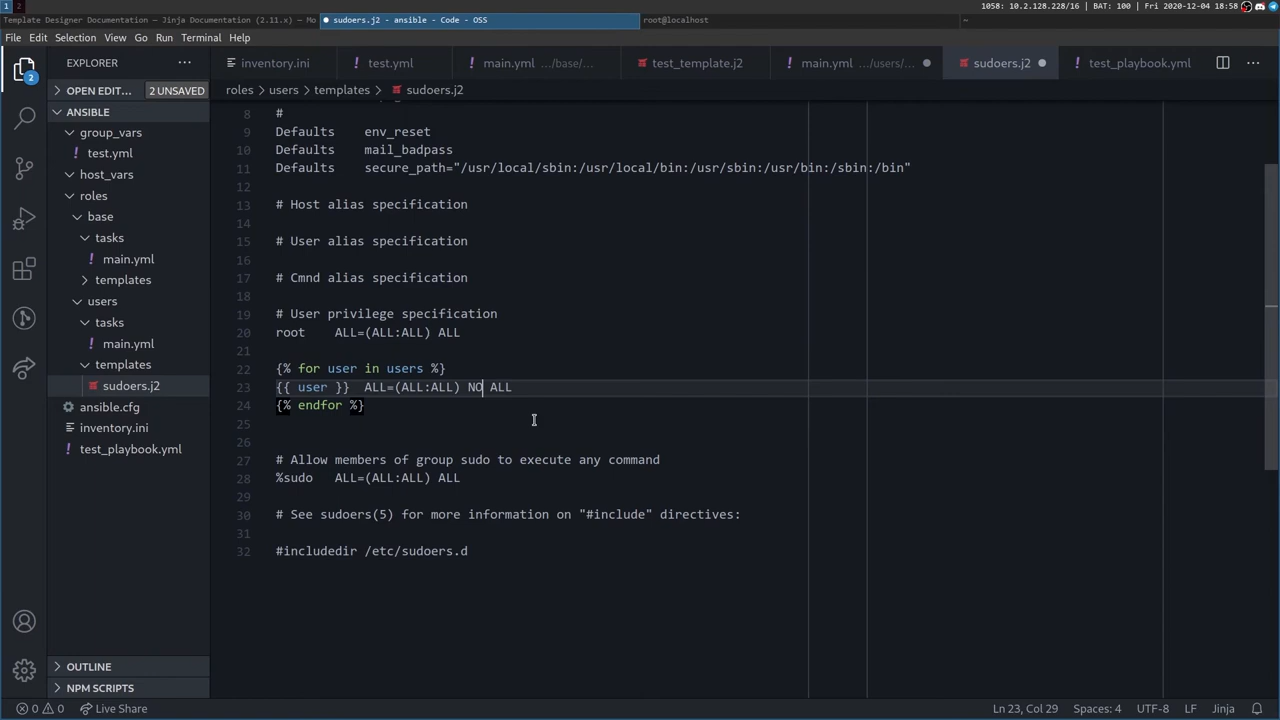 1 2 1058: 10.2.128.228/16 | BAT: 100 | Fri 2020-12-04 18:58
Template Designer Documentation — Jinja Documentation (2.11.x) — Mo
sudoers.j2 - ansible - Code - OSS
root@localhost
~
File Edit Selection View Go Run Terminal Help
EXPLORER
inventory.ini
test.yml
main.yml .../base/...
test_template.j2
main.yml .../users/...
sudoers.j2
test_playbook.yml
2
OPEN EDIT... 2 UNSAVED
roles > users > templates > sudoers.j2
ANSIBLE
group_vars
test.yml
host_vars
roles
base
tasks
main.yml
templates
users
tasks
main.yml
templates
sudoers.j2
ansible.cfg
inventory.ini
test_playbook.yml
OUTLINE
NPM SCRIPTS
8 #
9 Defaults env_reset
10 Defaults mail_badpass
11 Defaults secure_path="/usr/local/sbin:/usr/local/bin:/usr/sbin:/usr/bin:/sbin:/bin"
12
13 # Host alias specification
14
15 # User alias specification
16
17 # Cmnd alias specification
18
19 # User privilege specification
20 root ALL=(ALL:ALL) ALL
21
22 {% for user in users %}
23 {{ user }} ALL=(ALL:ALL) NO ALL
24 {% endfor %}
25
26
27 # Allow members of group sudo to execute any command
28 %sudo ALL=(ALL:ALL) ALL
29
30 # See sudoers(5) for more information on "#include" directives:
31
32 #includedir /etc/sudoers.d
0 0 Live Share
Ln 23, Col 29 Spaces: 4 UTF-8 LF Jinja